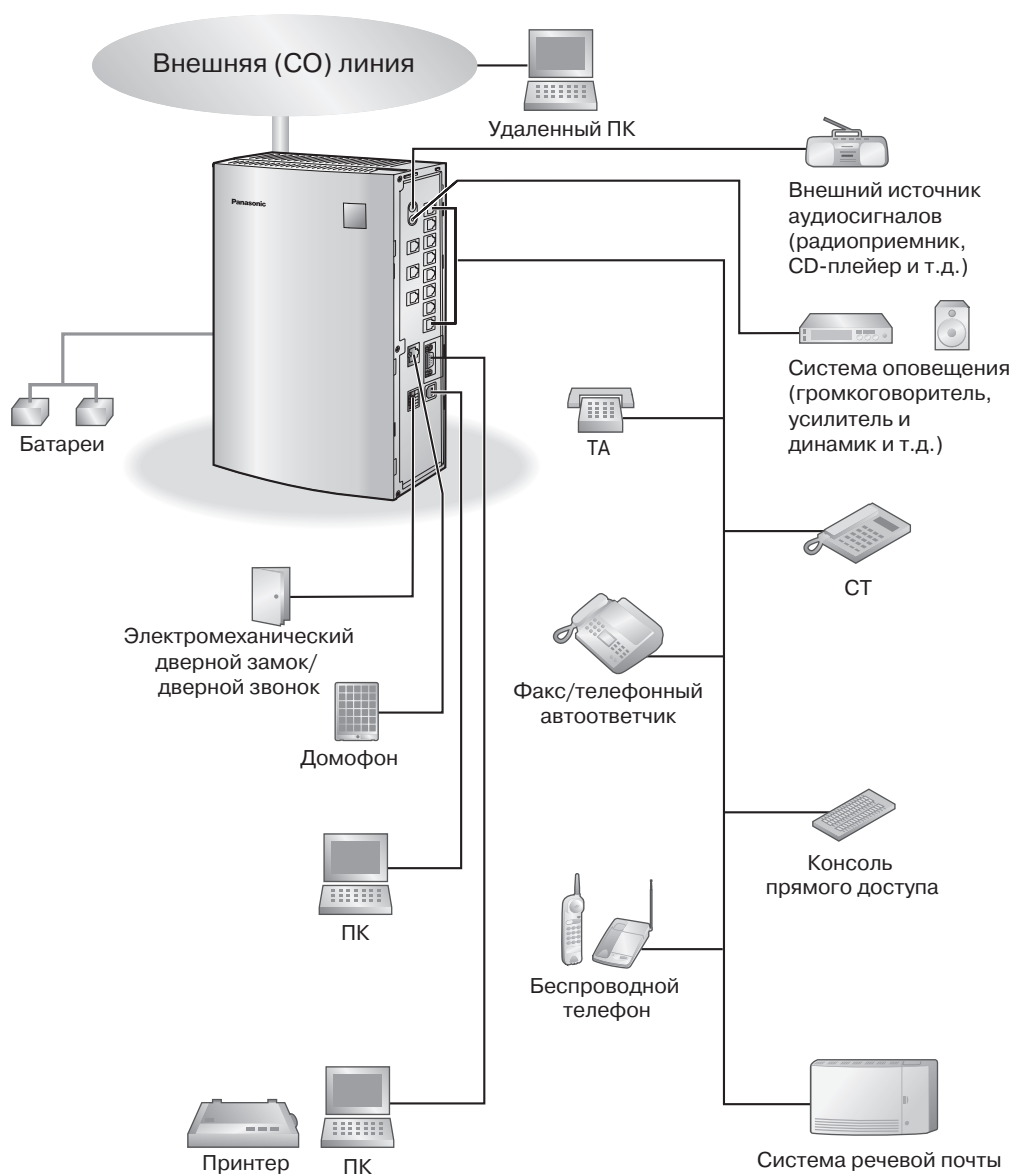 Внешняя (СО) линия
Удаленный ПК
Panasonic
Внешний источник
аудиосигналов
(радиоприемник,
CD-плейер и т.д.)
Система оповещения
(громкоговоритель,
усилитель и
динамик и т.д.)
Батареи
ТА
СТ
Электромеханический
дверной замок/
дверной звонок
Факс/телефонный
автоответчик
Домофон
Консоль
прямого доступа
ПК
Беспроводной
телефон
Принтер
ПК
Система речевой почты